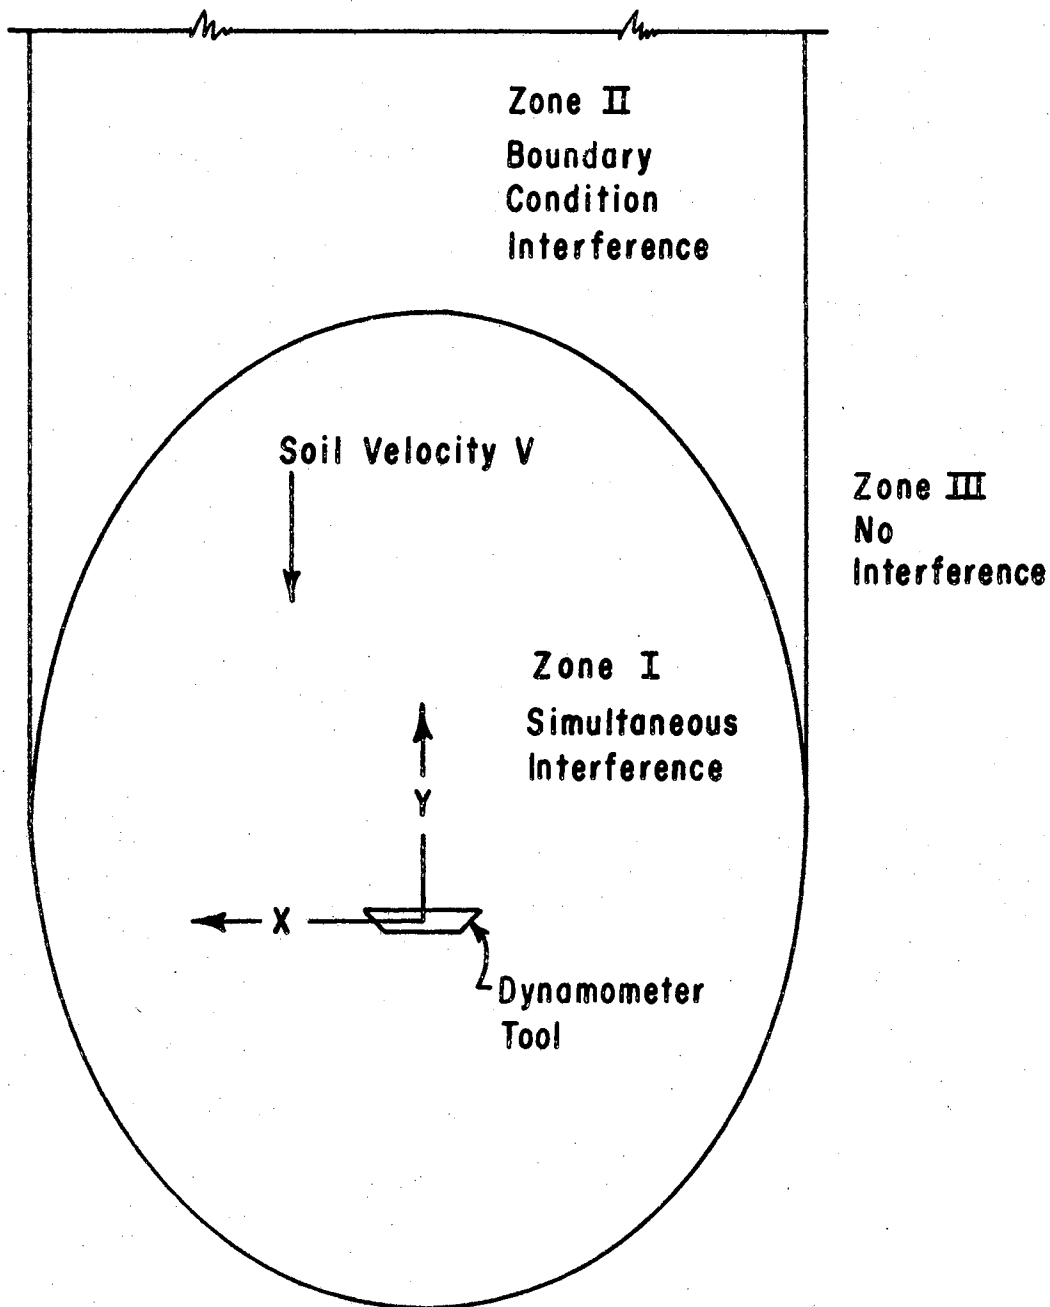 Zone II
Boundary
Condition
Interference
Soil Velocity V
Zone III
No
Interference
Zone I
Simultaneous
Interference
Y
X
Dynamometer
Tool